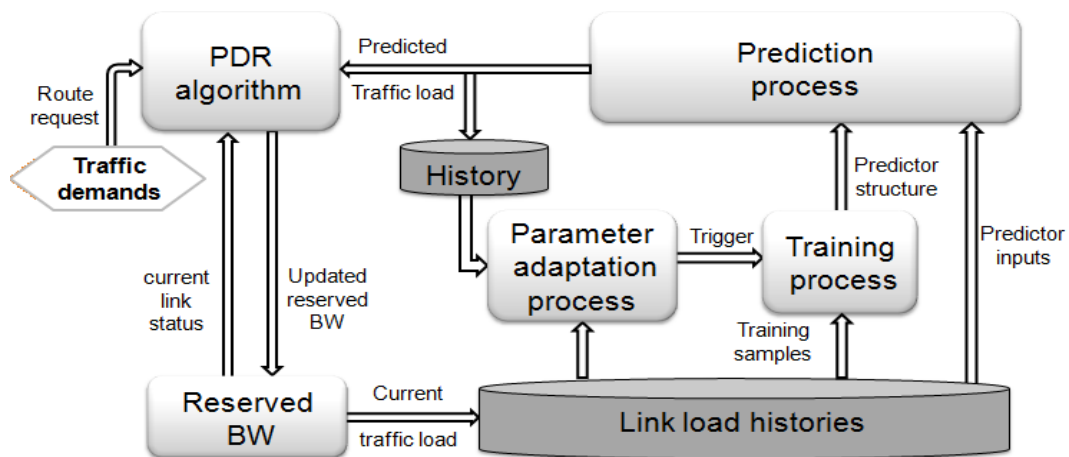 PDR
algorithm
Predicted
Traffic load
Prediction
process
Route
request
Traffic
demands
History
Predictor
structure
Parameter
adaptation
process
Trigger
Training
process
Predictor
inputs
current
link
status
Updated
reserved
BW
Training
samples
Reserved
BW
Current
traffic load
Link load histories